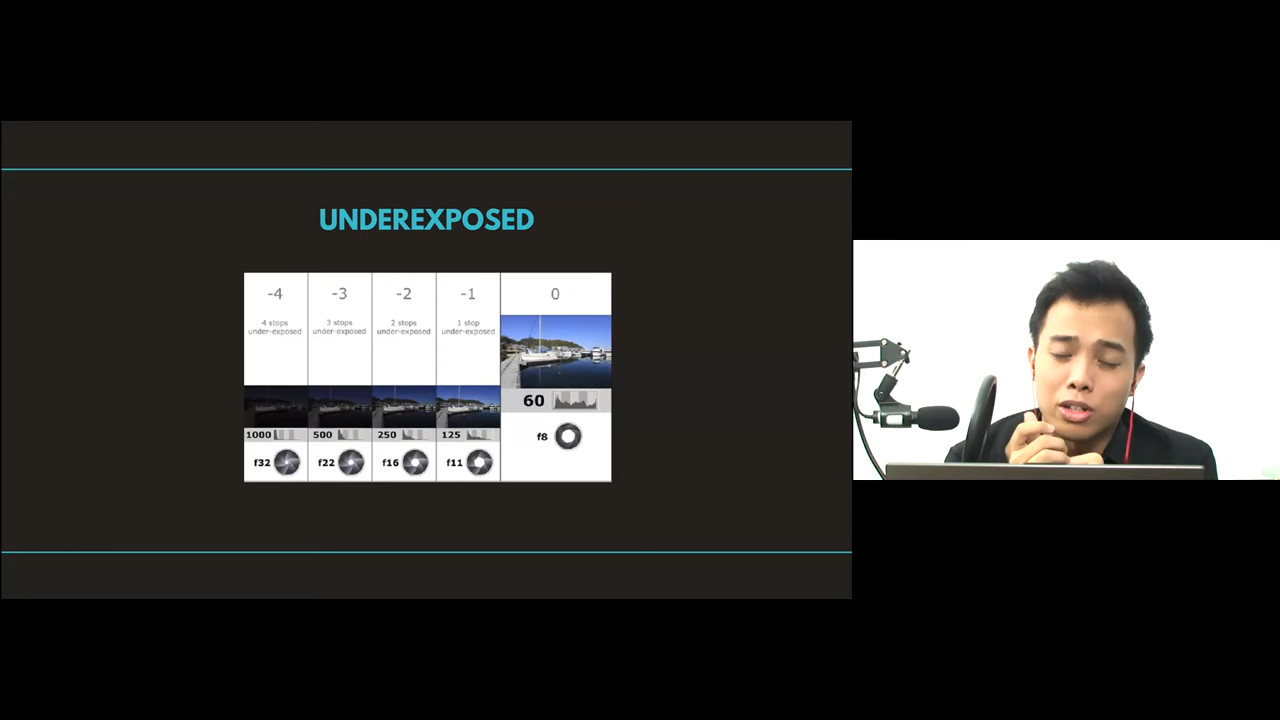 UNDEREXPOSED
-4
-3
-2
-1
0
4 stops
under-exposed
3 stops
under-exposed
2 stops
under-exposed
1 stop
under-exposed
1000
500
250
125
60
f32
f22
f16
f11
f8